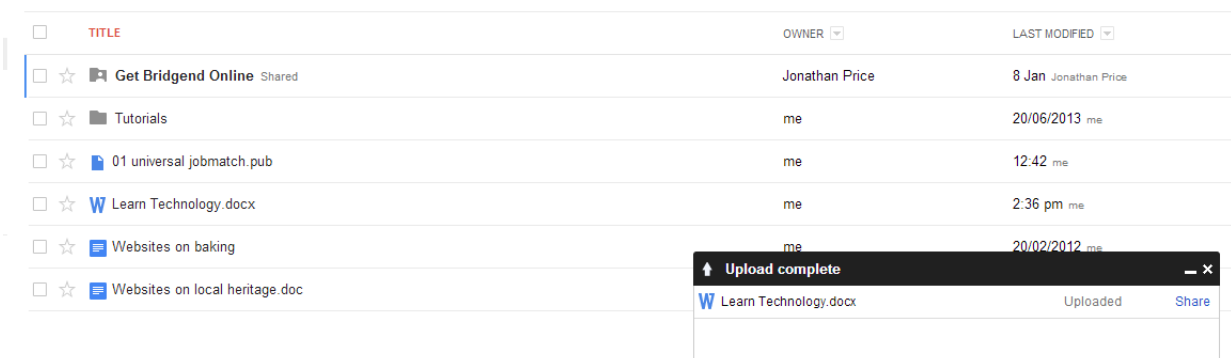 TITLE OWNER LAST MODIFIED
Get Bridgend Online Shared Jonathan Price 8 Jan Jonathan Price
Tutorials me 20/06/2013 me
01 universal jobmatch.pub me 12:42 me
W Learn Technology.docx me 2:36 pm me
Websites on baking me 20/02/2012 me
Upload complete
Websites on local heritage.doc
W Learn Technology.docx Uploaded Share